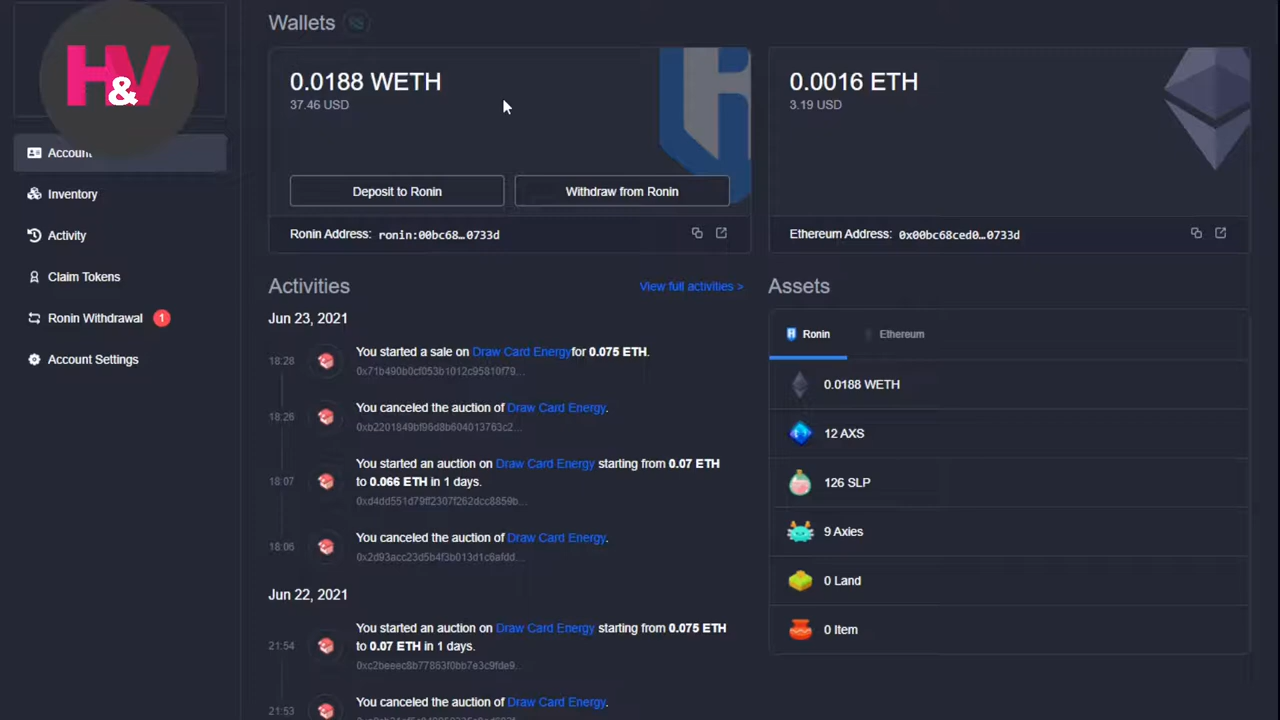 H&V
Account
Inventory
Activity
Claim Tokens
Ronin Withdrawal 1
Account Settings
Wallets
0.0188 WETH
37.46 USD
Deposit to Ronin
Withdraw from Ronin
Ronin Address: ronin:00bc68…0733d
0.0016 ETH
3.19 USD
Ethereum Address: 0x00bc68ced0…0733d
Activities
View full activities >
Jun 23, 2021
18:28
You started a sale on Draw Card Energy for 0.075 ETH.
0x71b490b0cf053b1012c95810f79...
18:26
You canceled the auction of Draw Card Energy.
0xb2201849bf96d8b604013763c2...
18:07
You started an auction on Draw Card Energy starting from 0.07 ETH
to 0.066 ETH in 1 days.
0xd4dd551d79ff2307f262dcc8859b...
18:06
You canceled the auction of Draw Card Energy.
0x2d93acc23d5b4f3b013d1c6afdd...
Jun 22, 2021
21:54
You started an auction on Draw Card Energy starting from 0.075 ETH
to 0.07 ETH in 1 days.
0xc2beeec8b77863f0bb7e3c9fde9...
21:53
You canceled the auction of Draw Card Energy.
Assets
Ronin
Ethereum
0.0188 WETH
12 AXS
126 SLP
9 Axies
0 Land
0 Item